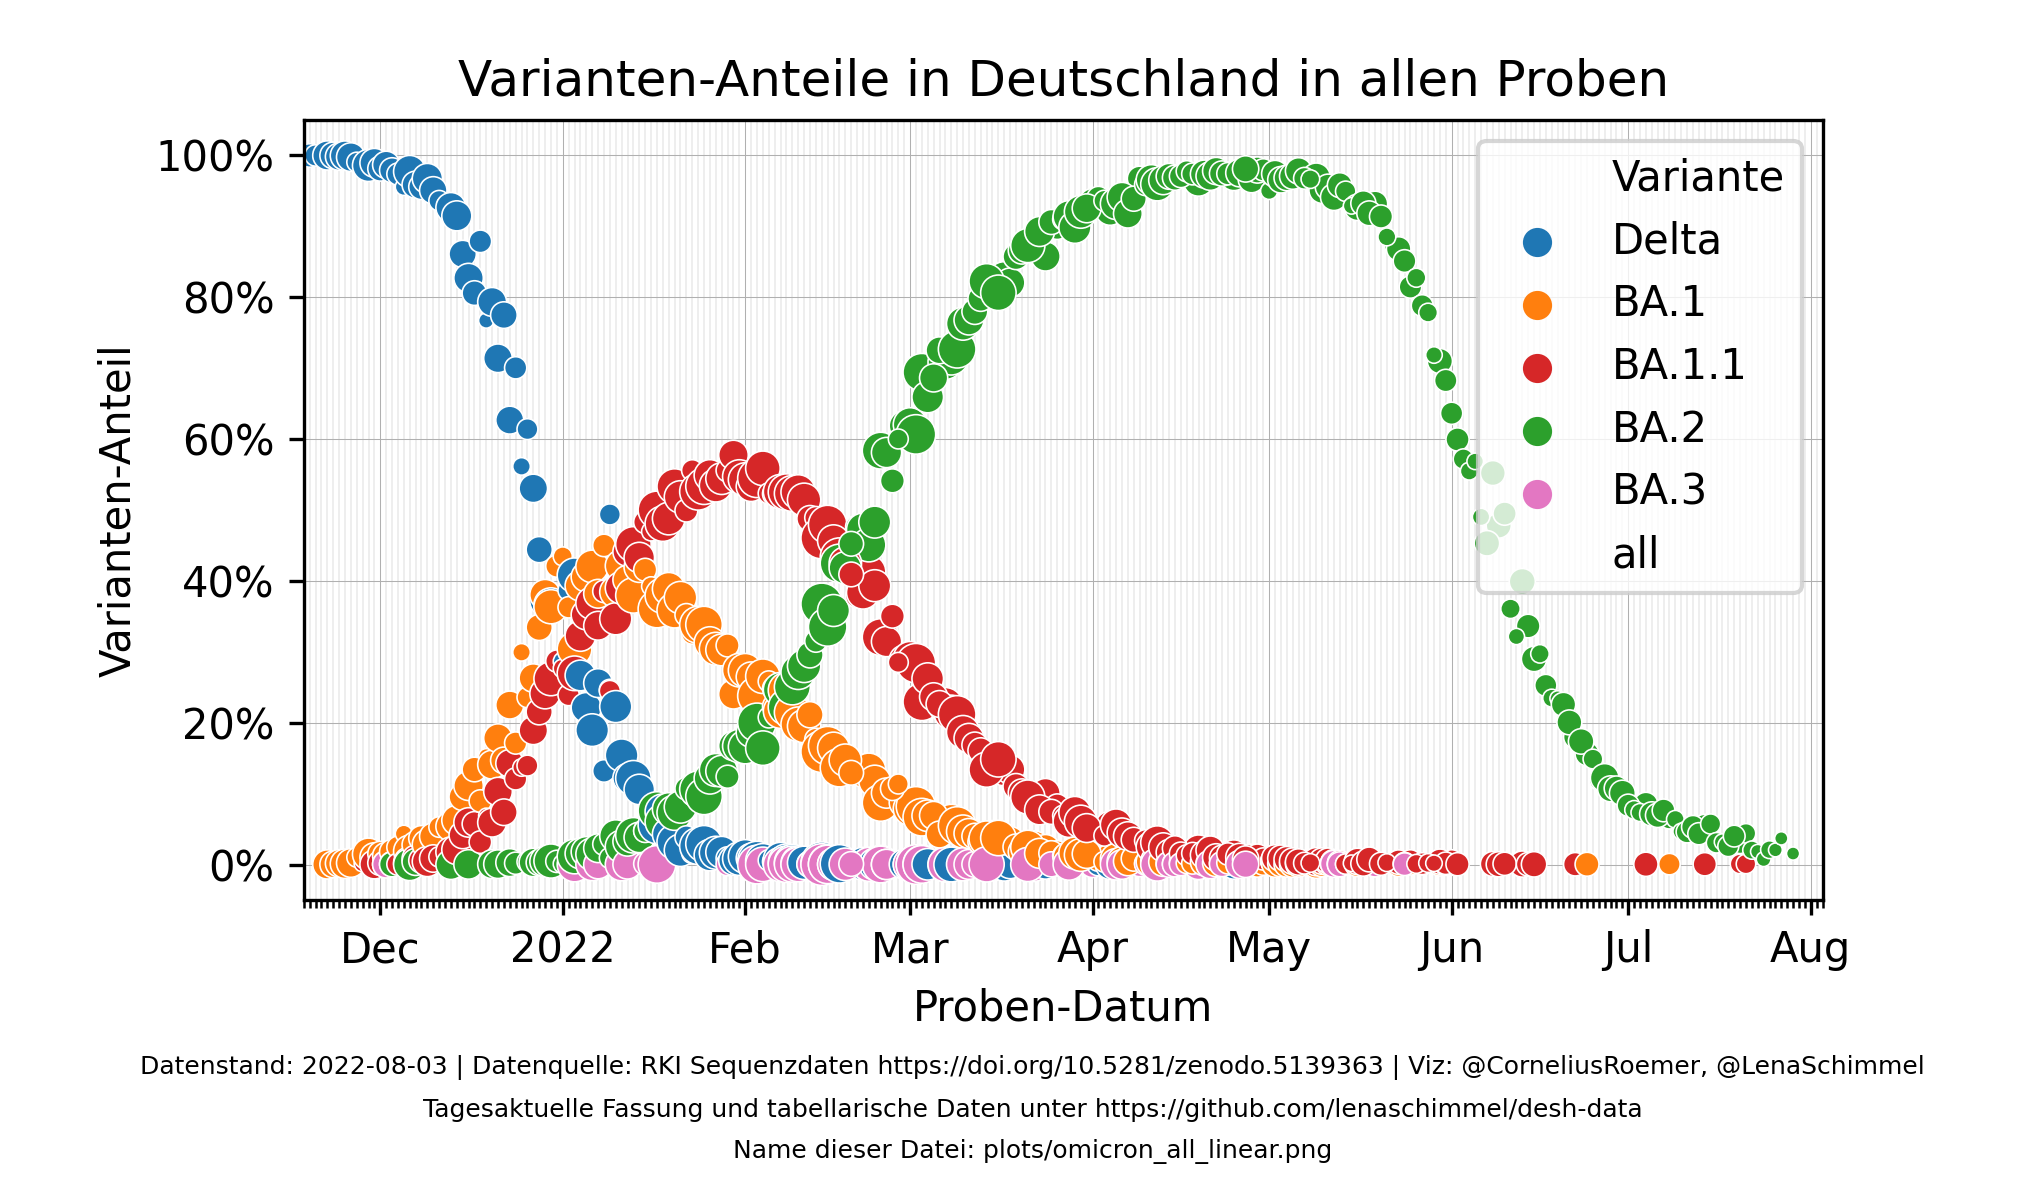 Varianten-Anteile in Deutschland in allen Proben
100%
80%
60%
40%
20%
0%
Varianten-Anteil
Variante
Delta
BA.1
BA.1.1
BA.2
BA.3
all
Dec 2022 Feb Mar Apr May Jun Jul Aug
Proben-Datum
Datenstand: 2022-08-03 | Datenquelle: RKI Sequenzdaten https://doi.org/10.5281/zenodo.5139363 | Viz: @CorneliusRoemer, @LenaSchimmel
Tagesaktuelle Fassung und tabellarische Daten unter https://github.com/lenaschimmel/desh-data
Name dieser Datei: plots/omicron_all_linear.png